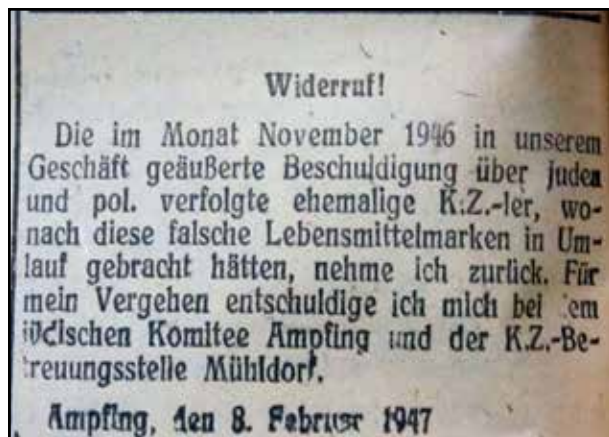 Widerruf!
Die im Monat November 1946 in unserem
Geschäft geäußerte Beschuldigung über Juden
und pol. verfolgte ehemalige K.Z.-ler, wo-
nach diese falsche Lebensmittelmarken in Um-
lauf gebracht hätten, nehme ich zurück. Für
mein Vergehen entschuldige ich mich bei dem
jüdischen Komitee Ampfing und der K.Z.-Be-
treuungsstelle Mühldorf.
Ampfing, den 8. Februar 1947